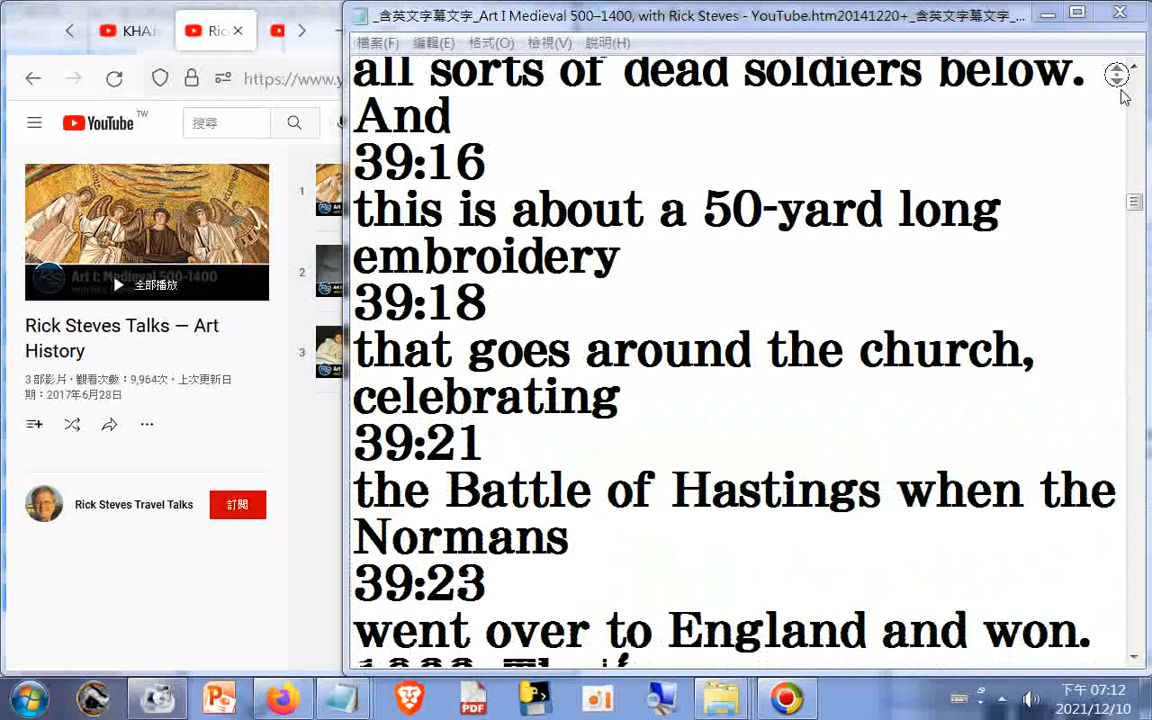 KHAJ
Ric
_含英文字幕文字_Art I Medieval 500–1400, with Rick Steves - YouTube.htm20141220+_含英文字幕文字_...
檔案(F) 編輯(E) 格式(O) 檢視(V) 說明(H)
https://www.y
YouTube TW
搜尋
Art I: Medieval 500-1400
全部播放
Rick Steves Talks — Art
History
3 部影片・觀看次數：9,964次・上次更新日
期：2017年6月28日
Rick Steves Travel Talks
訂閱
1
2
3
all sorts of dead soldiers below.
And
39:16
this is about a 50-yard long
embroidery
39:18
that goes around the church,
celebrating
39:21
the Battle of Hastings when the
Normans
39:23
went over to England and won.
PDF
下午 07:12
2021/12/10